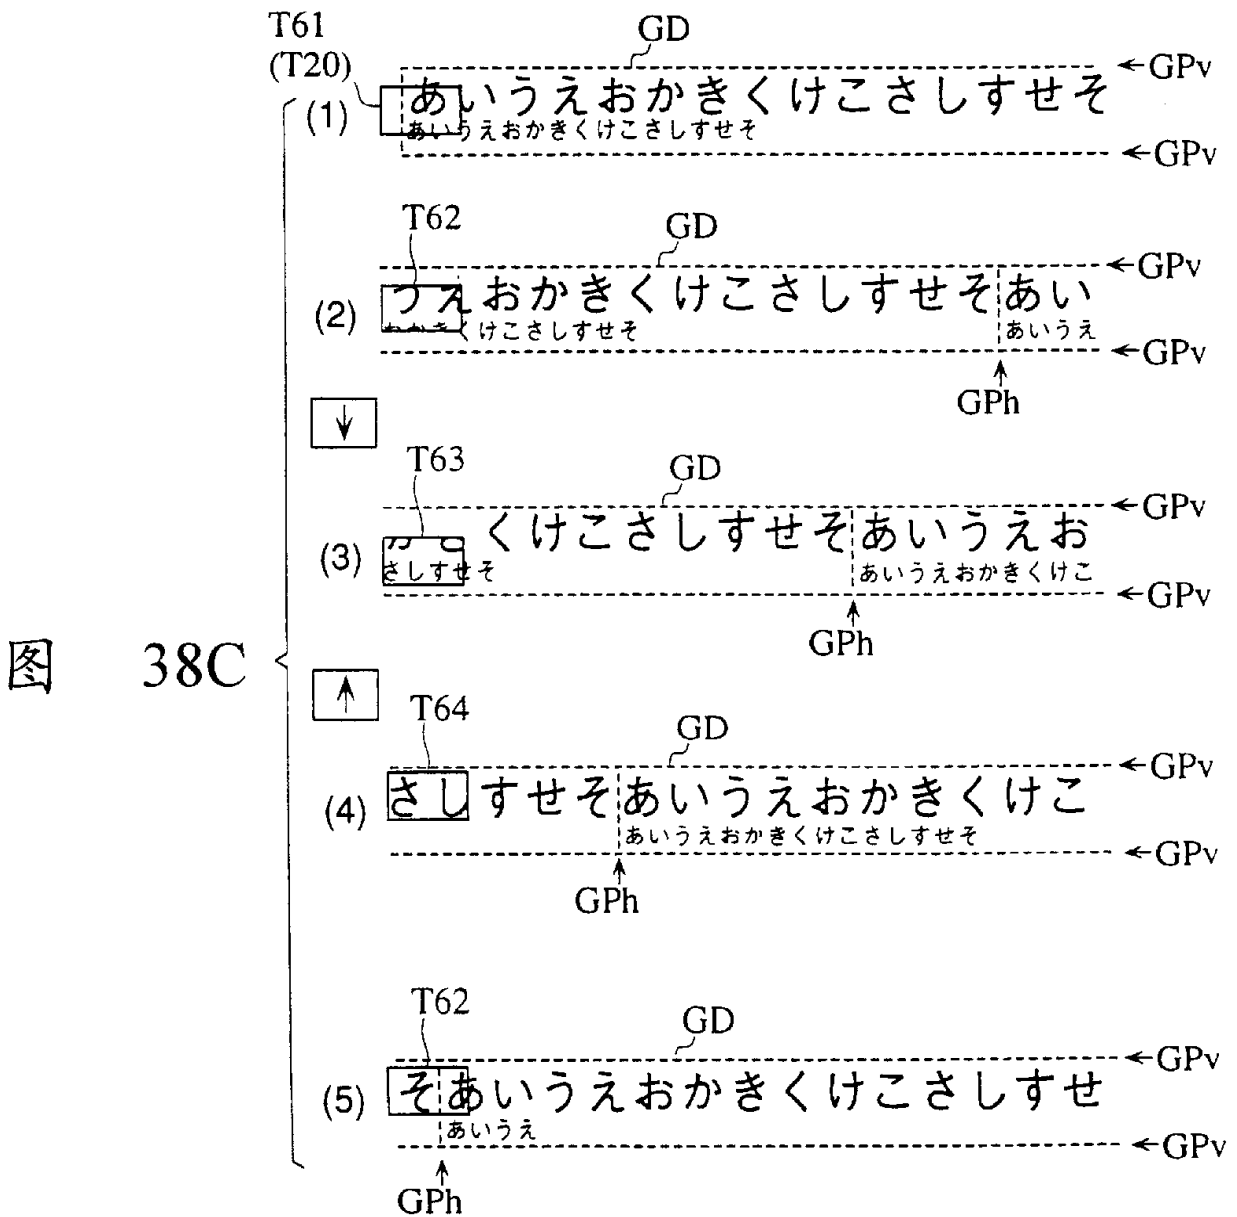 T61
(T20)
GD
←GPv
(1)
あいうえおかきくけこさしすせそ
あいうえおかきくけこさしすせそ
←GPv
T62
GD
←GPv
(2)
うえおかきくけこさしすせそあい
くけこさしすせそ
あいうえ
←GPv
GPh
↓
T63
GD
←GPv
(3)
くけこさしすせそあいうえお
さしすせそ
あいうえおかきくけこ
←GPv
GPh
图 38C
↑
T64
GD
←GPv
(4)
さしすせそあいうえおかきくけこ
あいうえおかきくけこさしすせそ
←GPv
GPh
T62
GD
←GPv
(5)
そあいうえおかきくけこさしすせ
あいうえ
←GPv
GPh